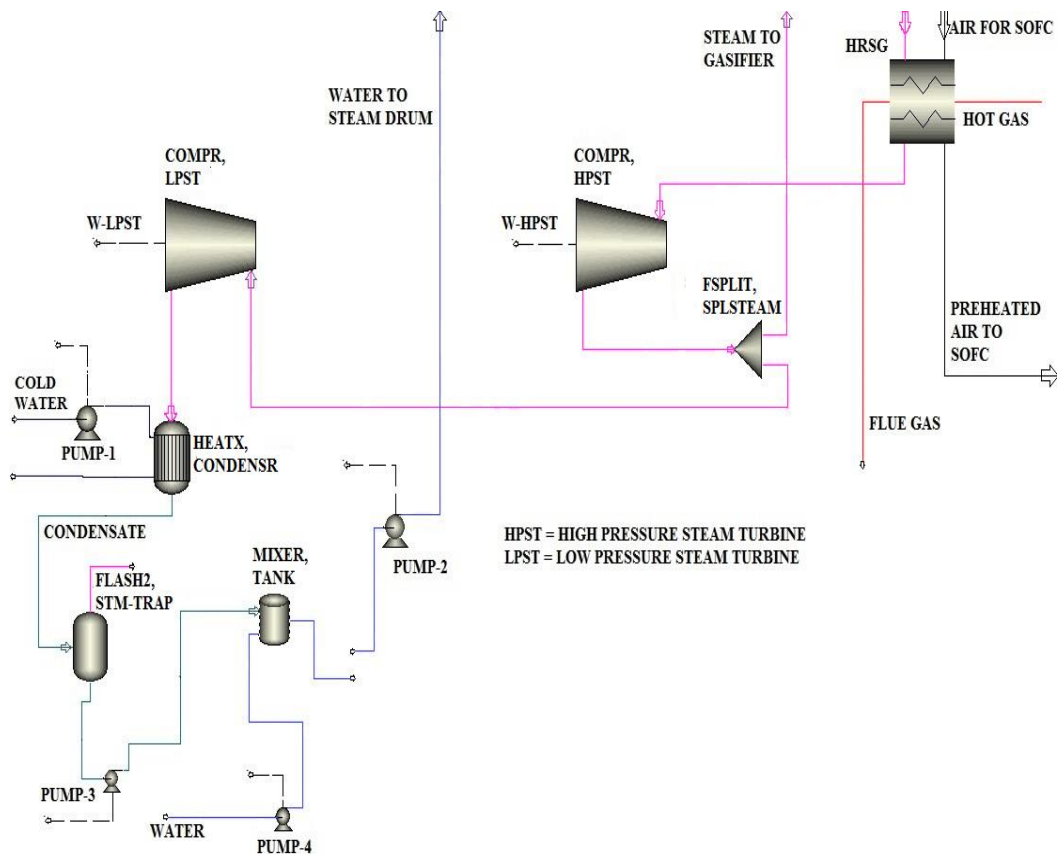 AIR FOR SOFC
STEAM TO
GASIFIER
HRSG
WATER TO
STEAM DRUM
HOT GAS
COMPR,
LPST
COMPR,
HPST
W-LPST
W-HPST
FSPLIT,
SPLSTEAM
PREHEATED
AIR TO
SOFC
COLD
WATER
PUMP-1
HEATX,
CONDENSR
FLUE GAS
CONDENSATE
HPST = HIGH PRESSURE STEAM TURBINE
LPST = LOW PRESSURE STEAM TURBINE
PUMP-2
MIXER,
TANK
FLASH2,
STM-TRAP
PUMP-3
WATER
PUMP-4